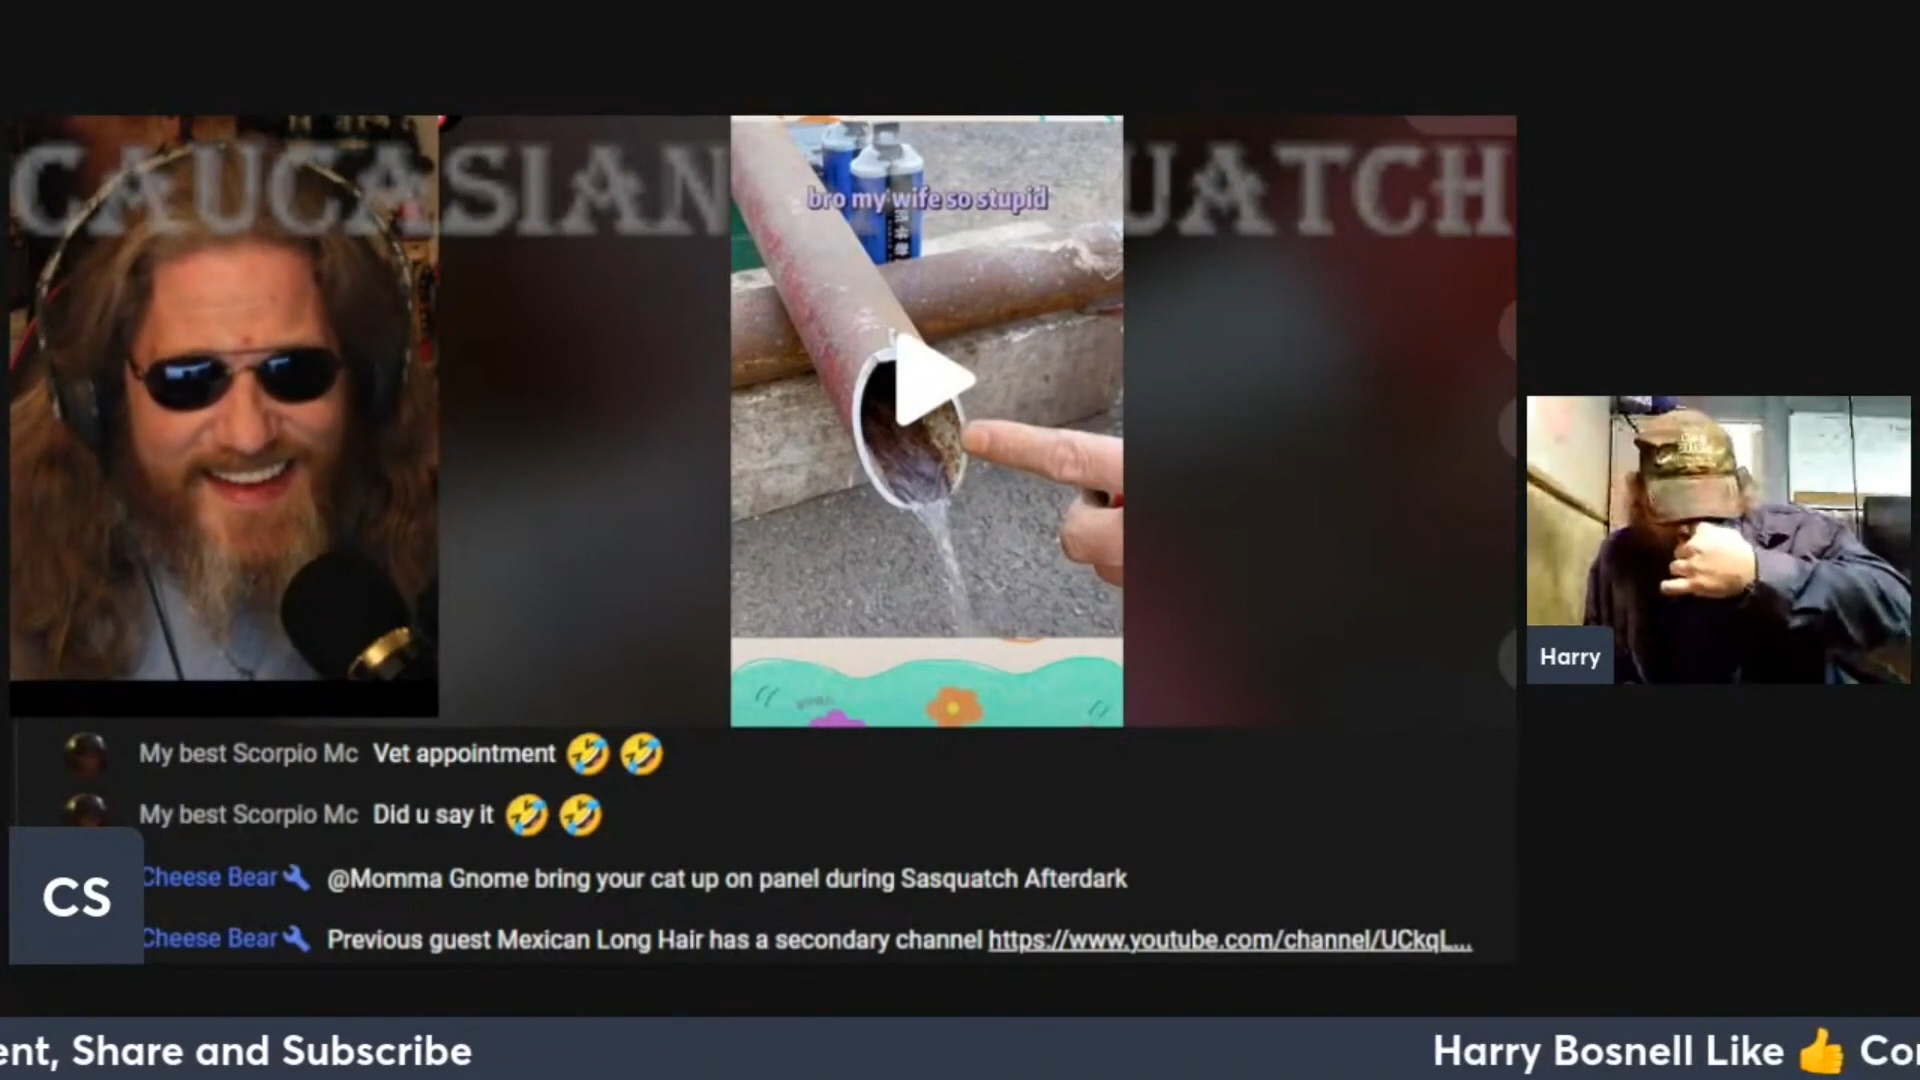 CAUCASIAN
UATCH
bro my wife so stupid
Harry
My best Scorpio Mc Vet appointment 🤣 🤣
My best Scorpio Mc Did u say it 🤣 🤣
CS
Cheese Bear @Momma Gnome bring your cat up on panel during Sasquatch Afterdark
Cheese Bear Previous guest Mexican Long Hair has a secondary channel https://www.youtube.com/channel/UCkqL...
ent, Share and Subscribe
Harry Bosnell Like 👍 Co